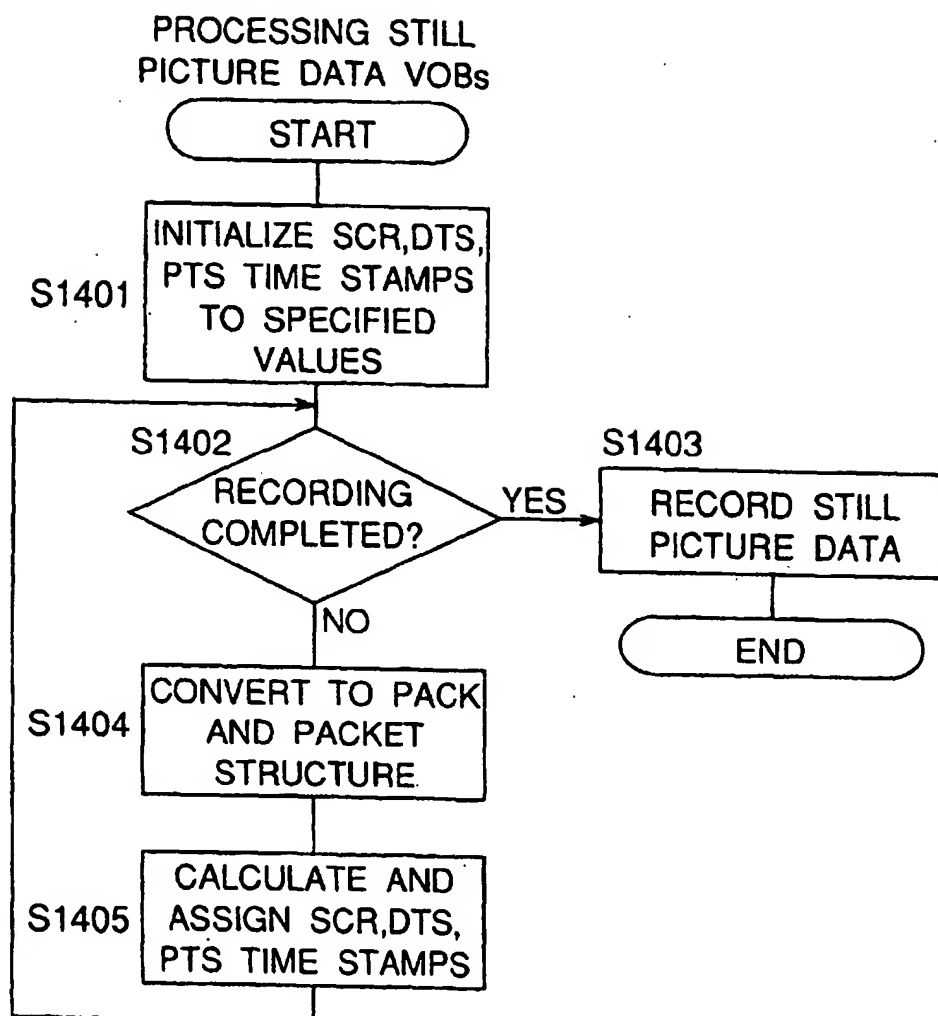 PROCESSING STILL
PICTURE DATA VOBs
START
S1401
INITIALIZE SCR,DTS,
PTS TIME STAMPS
TO SPECIFIED
VALUES
S1402
RECORDING
COMPLETED?
YES
S1403
RECORD STILL
PICTURE DATA
END
NO
S1404
CONVERT TO PACK
AND PACKET
STRUCTURE
S1405
CALCULATE AND
ASSIGN SCR,DTS,
PTS TIME STAMPS